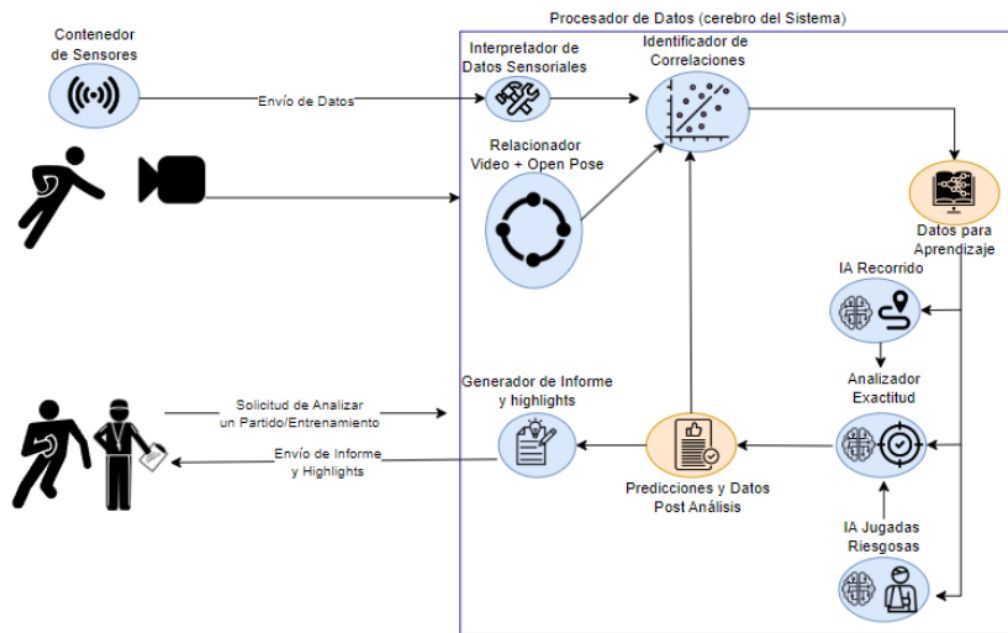 Procesador de Datos (cerebro del Sistema)
Contenedor
de Sensores
Envío de Datos
Interpretador de
Datos Sensoriales
Identificador de
Correlaciones
Relacionador
Video + Open Pose
Datos para
Aprendizaje
IA Recorrido
Analizador
Exactitud
Generador de Informe
y highlights
Solicitud de Analizar
un Partido/Entrenamiento
Envío de Informe
y Highlights
Predicciones y Datos
Post Análisis
IA Jugadas
Riesgosas